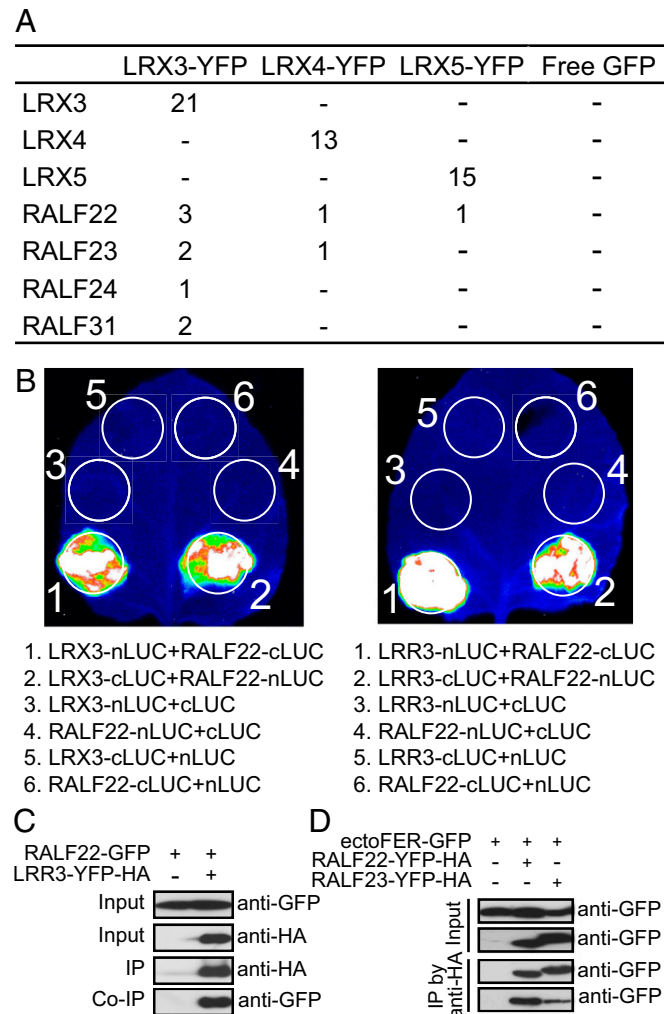 A
LRX3-YFP LRX4-YFP LRX5-YFP Free GFP
LRX3 21 - - -
LRX4 - 13 - -
LRX5 - - 15 -
RALF22 3 1 1 -
RALF23 2 1 - -
RALF24 1 - - -
RALF31 2 - - -
B
5 6
3 4
1 2
1. LRX3-nLUC+RALF22-cLUC
2. LRX3-cLUC+RALF22-nLUC
3. LRX3-nLUC+cLUC
4. RALF22-nLUC+cLUC
5. LRX3-cLUC+nLUC
6. RALF22-cLUC+nLUC
5 6
3 4
1 2
1. LRR3-nLUC+RALF22-cLUC
2. LRR3-cLUC+RALF22-nLUC
3. LRR3-nLUC+cLUC
4. RALF22-nLUC+cLUC
5. LRR3-cLUC+nLUC
6. RALF22-cLUC+nLUC
C
RALF22-GFP + +
LRR3-YFP-HA - +
Input anti-GFP
Input anti-HA
IP anti-HA
Co-IP anti-GFP
D
ectoFER-GFP + + +
RALF22-YFP-HA - + -
RALF23-YFP-HA - - +
Input
anti-GFP
anti-GFP
IP by
anti-HA
anti-GFP
anti-GFP